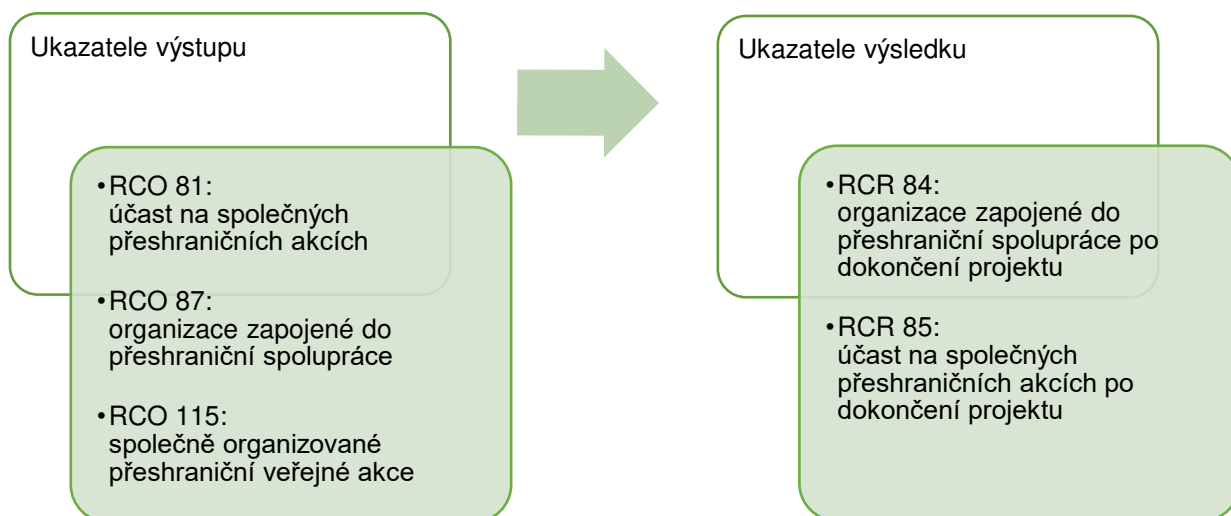 Ukazatele výstupu
•RCO 81:
účast na společných
přeshraničních akcích
•RCO 87:
organizace zapojené do
přeshraniční spolupráce
•RCO 115:
společně organizované
přeshraniční veřejné akce
Ukazatele výsledku
•RCR 84:
organizace zapojené do
přeshraniční spolupráce po
dokončení projektu
•RCR 85:
účast na společných
přeshraničních akcích po
dokončení projektu